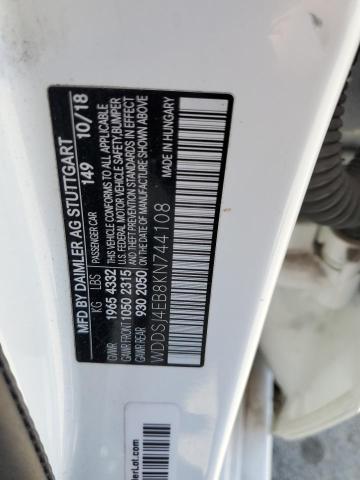 MFD BY DAIMLER AG STUTTGART
149 10/18
PASSENGER CAR
KG LBS
GVWR 1965 4332
GAWR FRONT 1050 2315
GAWR REAR 930 2050
THIS VEHICLE CONFORMS TO ALL APPLICABLE
U.S. FEDERAL MOTOR VEHICLE SAFETY, BUMPER
AND THEFT PREVENTION STANDARDS IN EFFECT
ON THE DATE OF MANUFACTURE SHOWN ABOVE
MADE IN HUNGARY
WDDSJ4EB8KN744108
erLot.com